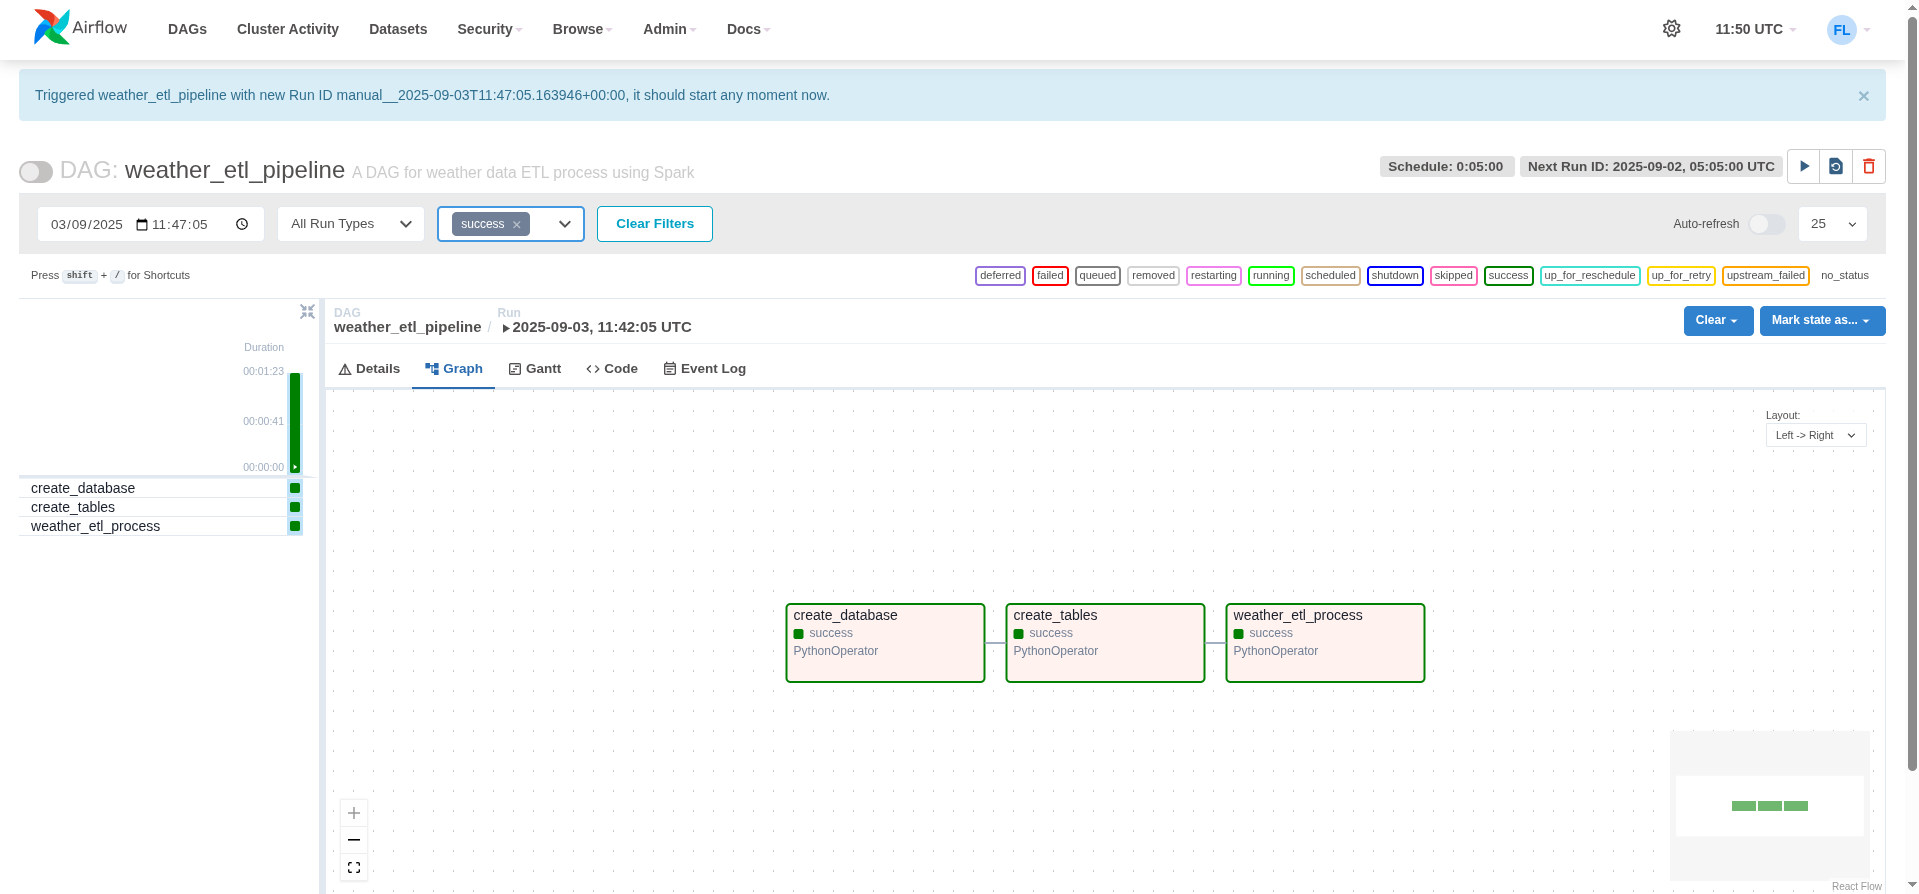 Airflow DAGs Cluster Activity Datasets Security Browse Admin Docs 11:50 UTC FL
Triggered weather_etl_pipeline with new Run ID manual__2025-09-03T11:47:05.163946+00:00, it should start any moment now. ×
DAG: weather_etl_pipeline A DAG for weather data ETL process using Spark Schedule: 0:05:00 Next Run ID: 2025-09-02, 05:05:00 UTC
03/09/2025 11:47:05 All Run Types success × Clear Filters Auto-refresh 25
Press shift + / for Shortcuts deferred failed queued removed restarting running scheduled shutdown skipped success up_for_reschedule up_for_retry upstream_failed no_status
DAG Run
weather_etl_pipeline / 2025-09-03, 11:42:05 UTC Clear Mark state as...
Duration
00:01:23
00:00:41
00:00:00
create_database
create_tables
weather_etl_process
Details Graph Gantt Code Event Log
Layout:
Left -> Right
create_database
success
PythonOperator
create_tables
success
PythonOperator
weather_etl_process
success
PythonOperator
React Flow